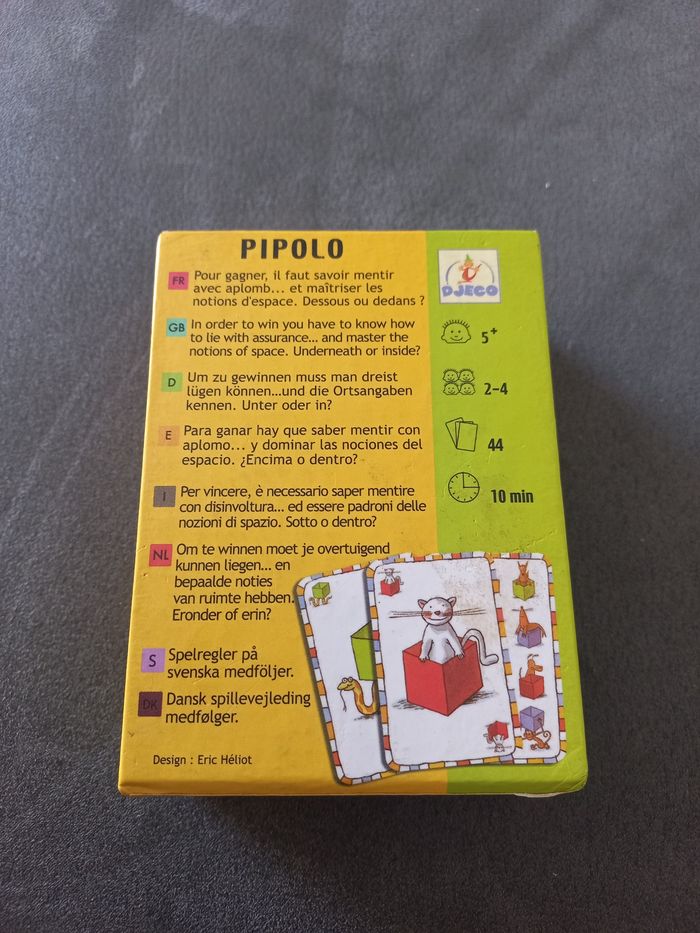 PIPOLO
FR Pour gagner, il faut savoir mentir
avec aplomb... et maîtriser les
notions d'espace. Dessous ou dedans ?
GB In order to win you have to know how
to lie with assurance... and master the
notions of space. Underneath or inside?
D Um zu gewinnen muss man dreist
lügen können...und die Ortsangaben
kennen. Unter oder in?
E Para ganar hay que saber mentir con
aplomo... y dominar las nociones del
espacio. ¿Encima o dentro?
I Per vincere, è necessario saper mentire
con disinvoltura... ed essere padroni delle
nozioni di spazio. Sotto o dentro?
NL Om te winnen moet je overtuigend
kunnen liegen... en
bepaalde noties
van ruimte hebben.
Eronder of erin?
S Spelregler på
svenska medföljer.
DK Dansk spillevejleding
medfølger.
Design : Eric Héliot
DJECO
5+
2-4
44
10 min